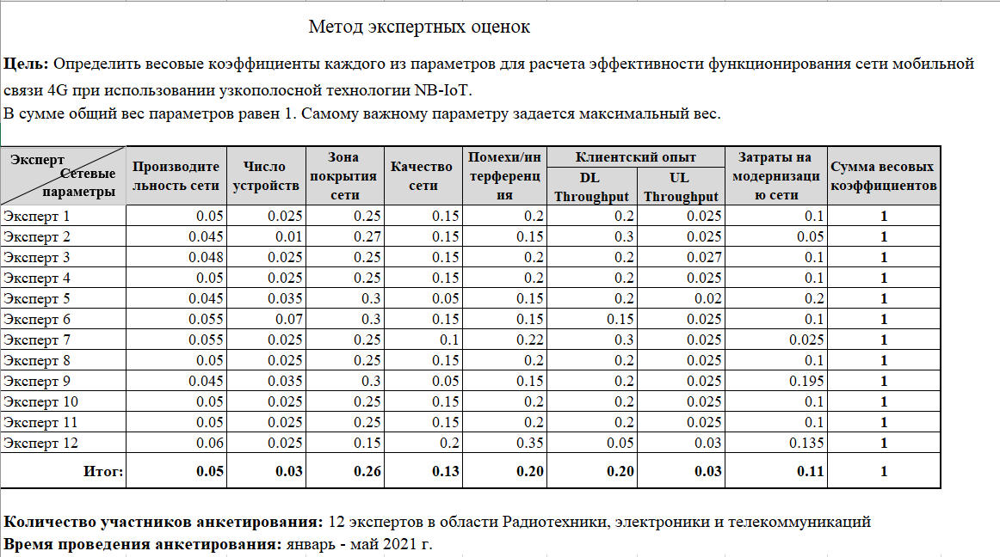 Метод экспертных оценок
Цель: Определить весовые коэффициенты каждого из параметров для расчета эффективности функционирования сети мобильной
связи 4G при использовании узкополосной технологии NB-IoT.
В сумме общий вес параметров равен 1. Самому важному параметру задается максимальный вес.
Эксперт
Сетевые
параметры
Производите
льность сети
Число
устройств
Зона
покрытия
сети
Качество
сети
Помехи/ин
терференц
ия
Клиентский опыт
DL
Throughput
UL
Throughput
Затраты на
модернизаци
ю сети
Сумма весовых
коэффициентов
Эксперт 1 0.05 0.025 0.25 0.15 0.2 0.2 0.025 0.1 1
Эксперт 2 0.045 0.01 0.27 0.15 0.15 0.3 0.025 0.05 1
Эксперт 3 0.048 0.025 0.25 0.15 0.2 0.2 0.027 0.1 1
Эксперт 4 0.05 0.025 0.25 0.15 0.2 0.2 0.025 0.1 1
Эксперт 5 0.045 0.035 0.3 0.05 0.15 0.2 0.02 0.2 1
Эксперт 6 0.055 0.07 0.3 0.15 0.15 0.15 0.025 0.1 1
Эксперт 7 0.055 0.025 0.25 0.1 0.22 0.3 0.025 0.025 1
Эксперт 8 0.05 0.025 0.25 0.15 0.2 0.2 0.025 0.1 1
Эксперт 9 0.045 0.035 0.3 0.05 0.15 0.2 0.025 0.195 1
Эксперт 10 0.05 0.025 0.25 0.15 0.2 0.2 0.025 0.1 1
Эксперт 11 0.05 0.025 0.25 0.15 0.2 0.2 0.025 0.1 1
Эксперт 12 0.06 0.025 0.15 0.2 0.35 0.05 0.03 0.135 1
Итог: 0.05 0.03 0.26 0.13 0.20 0.20 0.03 0.11 1
Количество участников анкетирования: 12 экспертов в области Радиотехники, электроники и телекоммуникаций
Время проведения анкетирования: январь - май 2021 г.